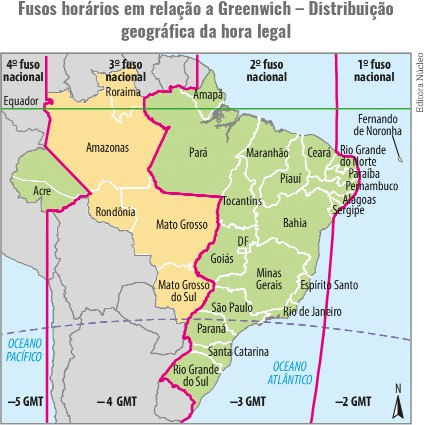 Fusos horários em relação a Greenwich – Distribuição
geográfica da hora legal
4º fuso
nacional
3º fuso
nacional
2º fuso
nacional
1º fuso
nacional
Editora Núcleo
Equador
Roraima
Amapá
Fernando
de Noronha
Amazonas
Pará
Maranhão
Ceará
Rio Grande
do Norte
Paraíba
Piauí
Pernambuco
Acre
Alagoas
Tocantins
Sergipe
Rondônia
Mato Grosso
Bahia
DF
Goiás
Minas
Gerais
Mato Grosso
do Sul
Espírito Santo
São Paulo
Rio de Janeiro
Paraná
OCEANO
PACÍFICO
Santa Catarina
OCEANO
ATLÂNTICO
Rio Grande
do Sul
–5 GMT
–4 GMT
–3 GMT
–2 GMT
N